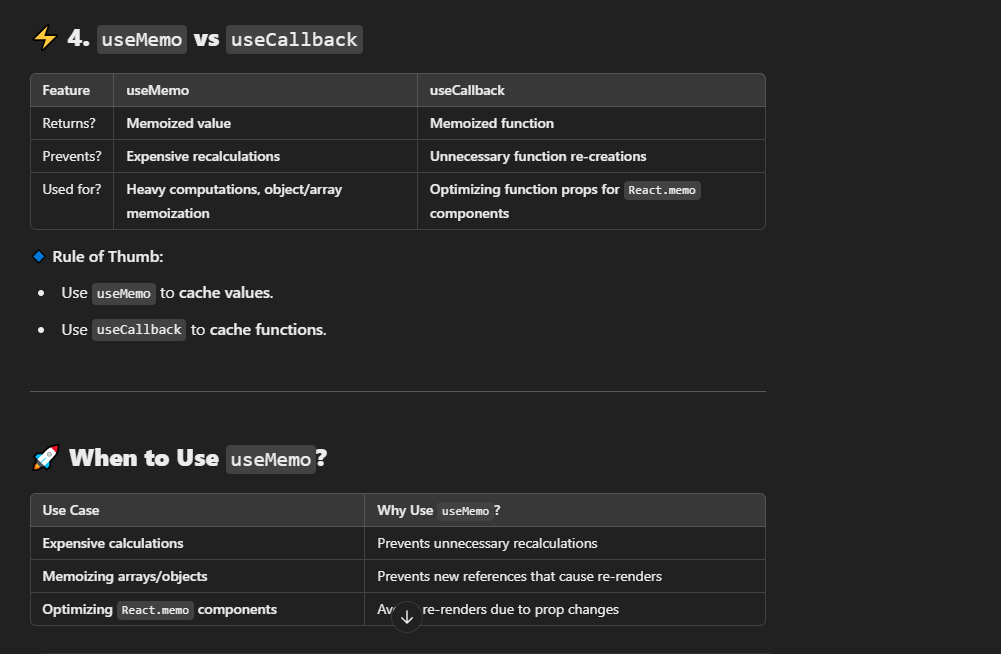 ⚡ 4. useMemo vs useCallback
Feature useMemo useCallback
Returns? Memoized value Memoized function
Prevents? Expensive recalculations Unnecessary function re-creations
Used for? Heavy computations, object/array Optimizing function props for React.memo
memoization components
🔹 Rule of Thumb:
• Use useMemo to cache values.
• Use useCallback to cache functions.
🚀 When to Use useMemo?
Use Case Why Use useMemo?
Expensive calculations Prevents unnecessary recalculations
Memoizing arrays/objects Prevents new references that cause re-renders
Optimizing React.memo components re-renders due to prop changes